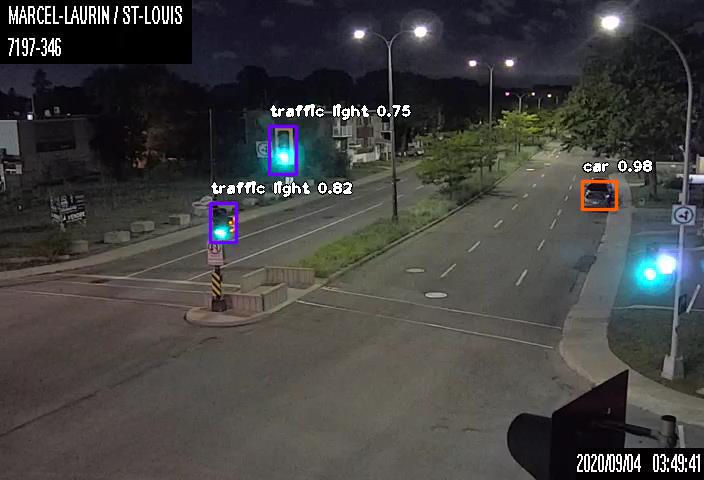 MARCEL-LAURIN / ST-LOUIS
7197-346
traffic light 0.75
car 0.98
traffic light 0.82
2020/09/04 03:49:41